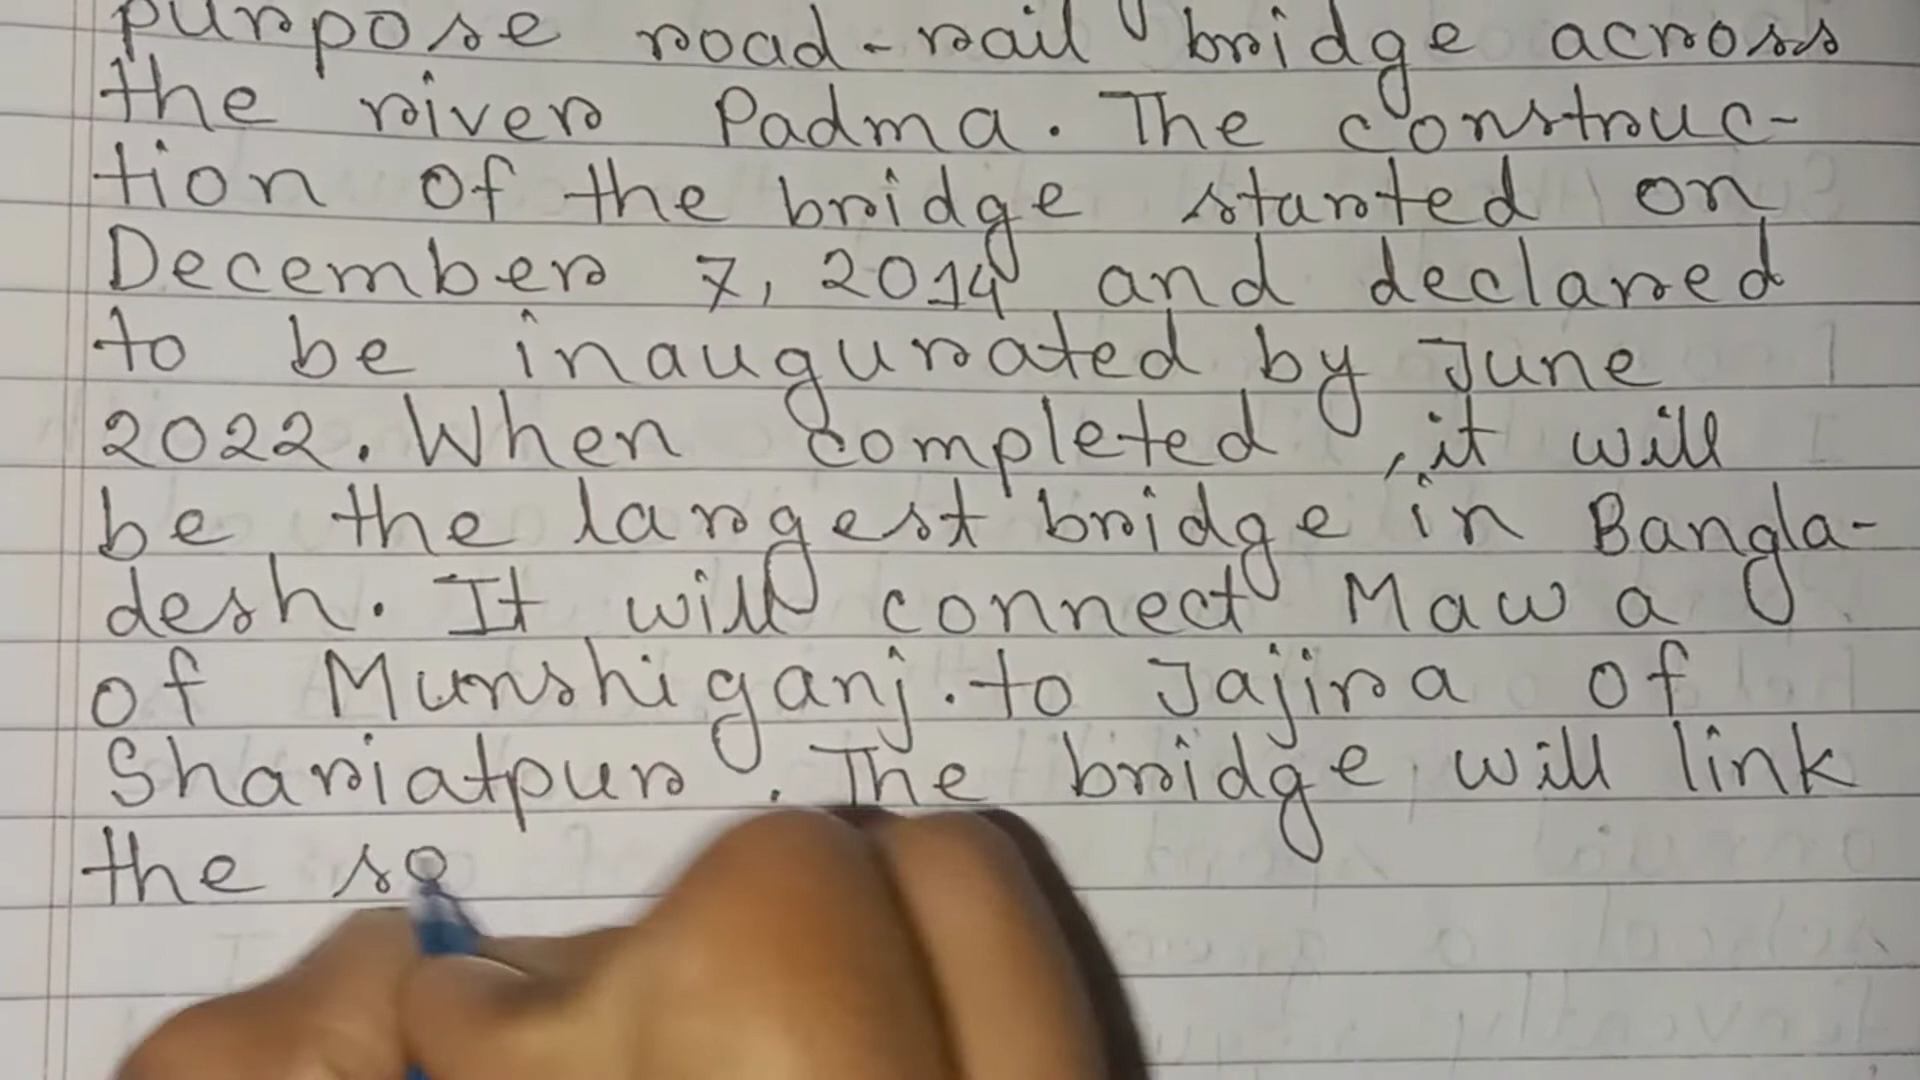 purpose road-rail bridge across
the river Padma. The construc-
tion of the bridge started on
December 7, 2014 and declared
to be inaugurated by June
2022. When completed, it will
be the largest bridge in Bangla-
desh. It will connect Mawa
of Munshiganj. to Jajira of
Shariatpur. The bridge will link
the so